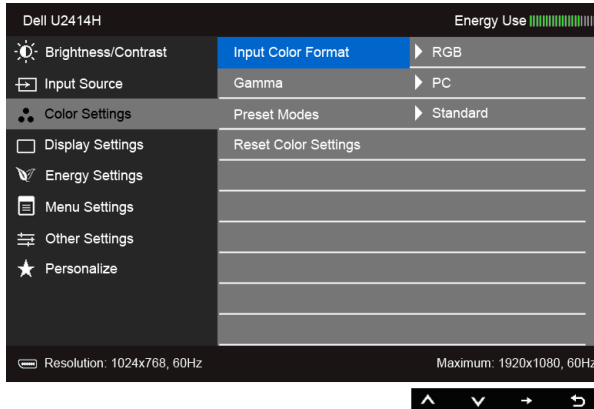 Dell U2414H Energy Use
Brightness/Contrast Input Color Format RGB
Input Source Gamma PC
Color Settings Preset Modes Standard
Display Settings Reset Color Settings
Energy Settings
Menu Settings
Other Settings
Personalize
Resolution: 1024x768, 60Hz Maximum: 1920x1080, 60Hz